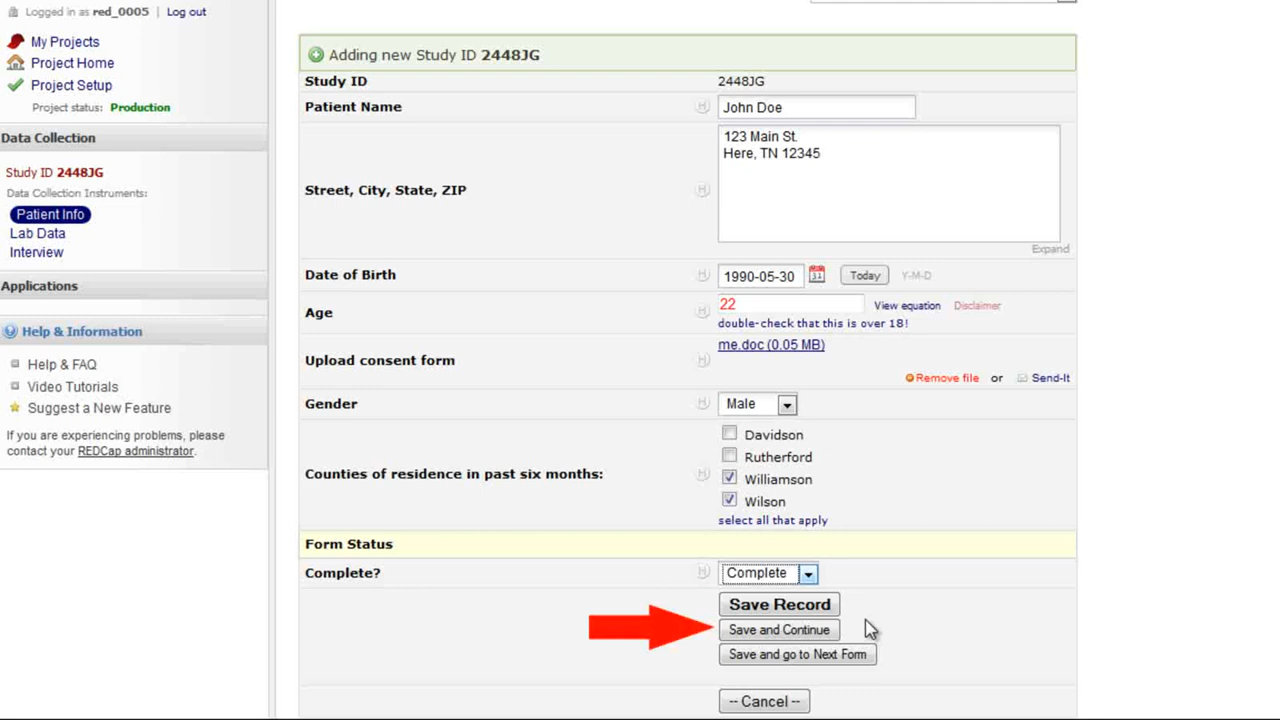 Logged in as red_0005 | Log out
My Projects
Project Home
Project Setup
Project status: Production
Data Collection
Study ID 2448JG
Data Collection Instruments:
Patient Info
Lab Data
Interview
Applications
Help & Information
Help & FAQ
Video Tutorials
Suggest a New Feature
If you are experiencing problems, please
contact your REDCap administrator.
Adding new Study ID 2448JG
Study ID 2448JG
Patient Name H John Doe
Street, City, State, ZIP H 123 Main St.
Here, TN 12345
Expand
Date of Birth H 1990-05-30 31 Today Y-M-D
Age H 22 View equation Disclaimer
double-check that this is over 18!
Upload consent form H me.doc (0.05 MB)
Remove file or Send-It
Gender H Male
Counties of residence in past six months: H
Davidson
Rutherford
Williamson
Wilson
select all that apply
Form Status
Complete? H Complete
Save Record
Save and Continue
Save and go to Next Form
-- Cancel --